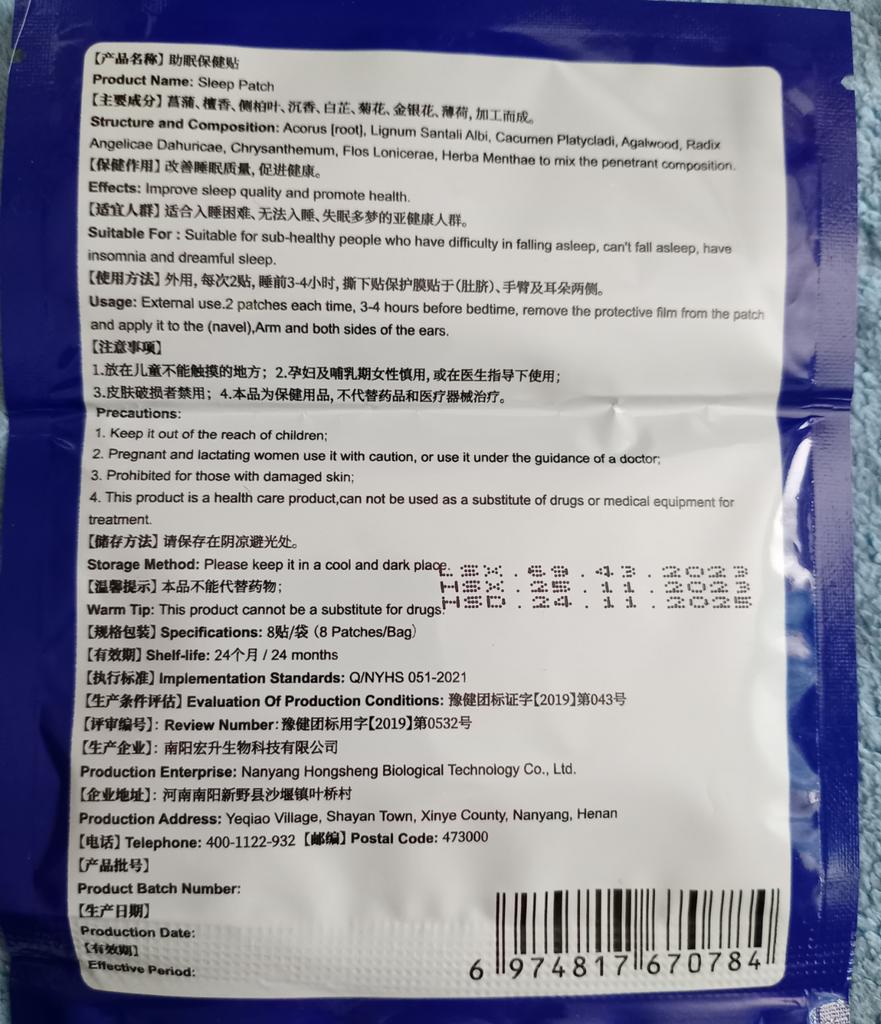 【产品名称】助眠保健贴
Product Name: Sleep Patch
【主要成分】菖蒲、檀香、侧柏叶、沉香、白芷、菊花、金银花、薄荷, 加工而成。
Structure and Composition: Acorus [root], Lignum Santali Albi, Cacumen Platycladi, Agalwood, Radix
Angelicae Dahuricae, Chrysanthemum, Flos Lonicerae, Herba Menthae to mix the penetrant composition.
【保健作用】改善睡眠质量, 促进健康。
Effects: Improve sleep quality and promote health.
【适宜人群】适合入睡困难、无法入睡、失眠多梦的亚健康人群。
Suitable For : Suitable for sub-healthy people who have difficulty in falling asleep, can't fall asleep, have
insomnia and dreamful sleep.
【使用方法】外用, 每次2贴, 睡前3-4小时, 撕下贴保护膜贴于(肚脐)、手臂及耳朵两侧。
Usage: External use.2 patches each time, 3-4 hours before bedtime, remove the protective film from the patch
and apply it to the (navel),Arm and both sides of the ears.
【注意事项】
1.放在儿童不能触摸的地方; 2.孕妇及哺乳期女性慎用, 或在医生指导下使用;
3.皮肤破损者禁用; 4.本品为保健用品, 不代替药品和医疗器械治疗。
Precautions:
1. Keep it out of the reach of children;
2. Pregnant and lactating women use it with caution, or use it under the guidance of a doctor;
3. Prohibited for those with damaged skin;
4. This product is a health care product,can not be used as a substitute of drugs or medical equipment for
treatment.
【储存方法】请保存在阴凉避光处。
Storage Method: Please keep it in a cool and dark place.
【温馨提示】本品不能代替药物;
Warm Tip: This product cannot be a substitute for drugs.
HSX.25.11.2023
HSD.24.11.2025
【规格包装】Specifications: 8贴/袋 (8 Patches/Bag)
【有效期】Shelf-life: 24个月 / 24 months
【执行标准】Implementation Standards: Q/NYHS 051-2021
【生产条件评估】Evaluation Of Production Conditions: 豫健团标证字【2019】第043号
【评审编号】: Review Number: 豫健团标用字【2019】第0532号
【生产企业】: 南阳宏升生物科技有限公司
Production Enterprise: Nanyang Hongsheng Biological Technology Co., Ltd.
【企业地址】: 河南南阳新野县沙堰镇叶桥村
Production Address: Yeqiao Village, Shayan Town, Xinye County, Nanyang, Henan
【电话】Telephone: 400-1122-932 【邮编】Postal Code: 473000
【产品批号】
Product Batch Number:
【生产日期】
Production Date:
【有效期】
Effective Period:
6 974817 670784